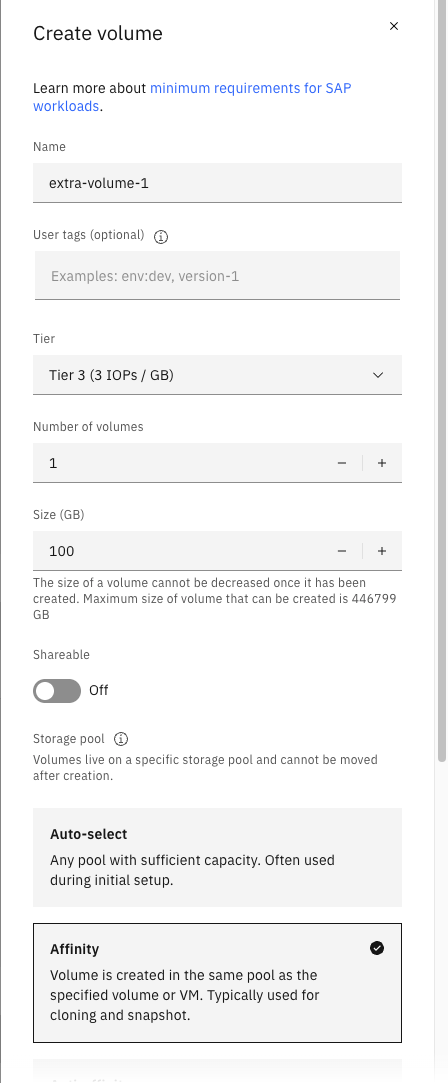 Create volume
Learn more about minimum requirements for SAP
workloads.
Name
extra-volume-1
User tags (optional)
Examples: env:dev, version-1
Tier
Tier 3 (3 IOPs / GB)
Number of volumes
1
Size (GB)
100
The size of a volume cannot be decreased once it has been
created. Maximum size of volume that can be created is 446799
GB
Shareable
Off
Storage pool
Volumes live on a specific storage pool and cannot be moved
after creation.
Auto-select
Any pool with sufficient capacity. Often used
during initial setup.
Affinity
Volume is created in the same pool as the
specified volume or VM. Typically used for
cloning and snapshot.